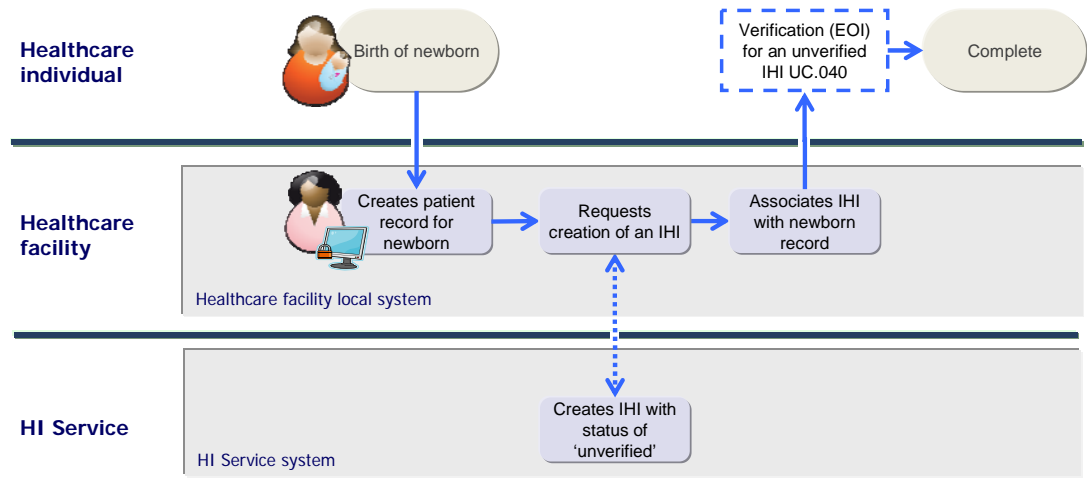 Healthcare
individual
Birth of newborn
Verification (EOI)
for an unverified
IHI UC.040
Complete
Healthcare
facility
Creates patient
record for
newborn
Requests
creation of an IHI
Associates IHI
with newborn
record
Healthcare facility local system
HI Service
Creates IHI with
status of
‘unverified’
HI Service system